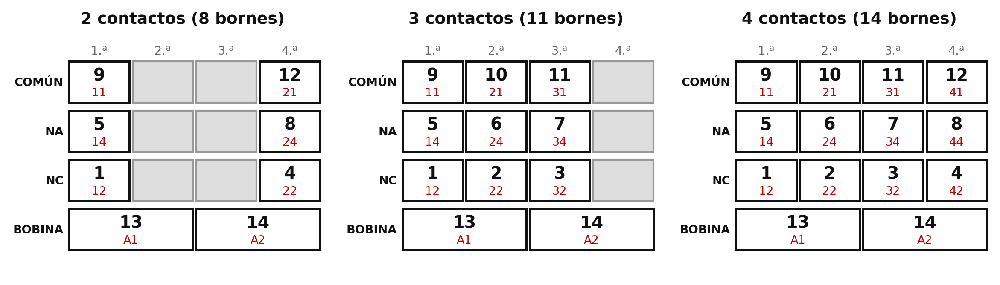 2 contactos (8 bornes)
1.ª 2.ª 3.ª 4.ª
COMÚN 9 12
11 21
NA 5 8
14 24
NC 1 4
12 22
BOBINA 13 14
A1 A2
3 contactos (11 bornes)
1.ª 2.ª 3.ª 4.ª
COMÚN 9 10 11
11 21 31
NA 5 6 7
14 24 34
NC 1 2 3
12 22 32
BOBINA 13 14
A1 A2
4 contactos (14 bornes)
1.ª 2.ª 3.ª 4.ª
COMÚN 9 10 11 12
11 21 31 41
NA 5 6 7 8
14 24 34 44
NC 1 2 3 4
12 22 32 42
BOBINA 13 14
A1 A2